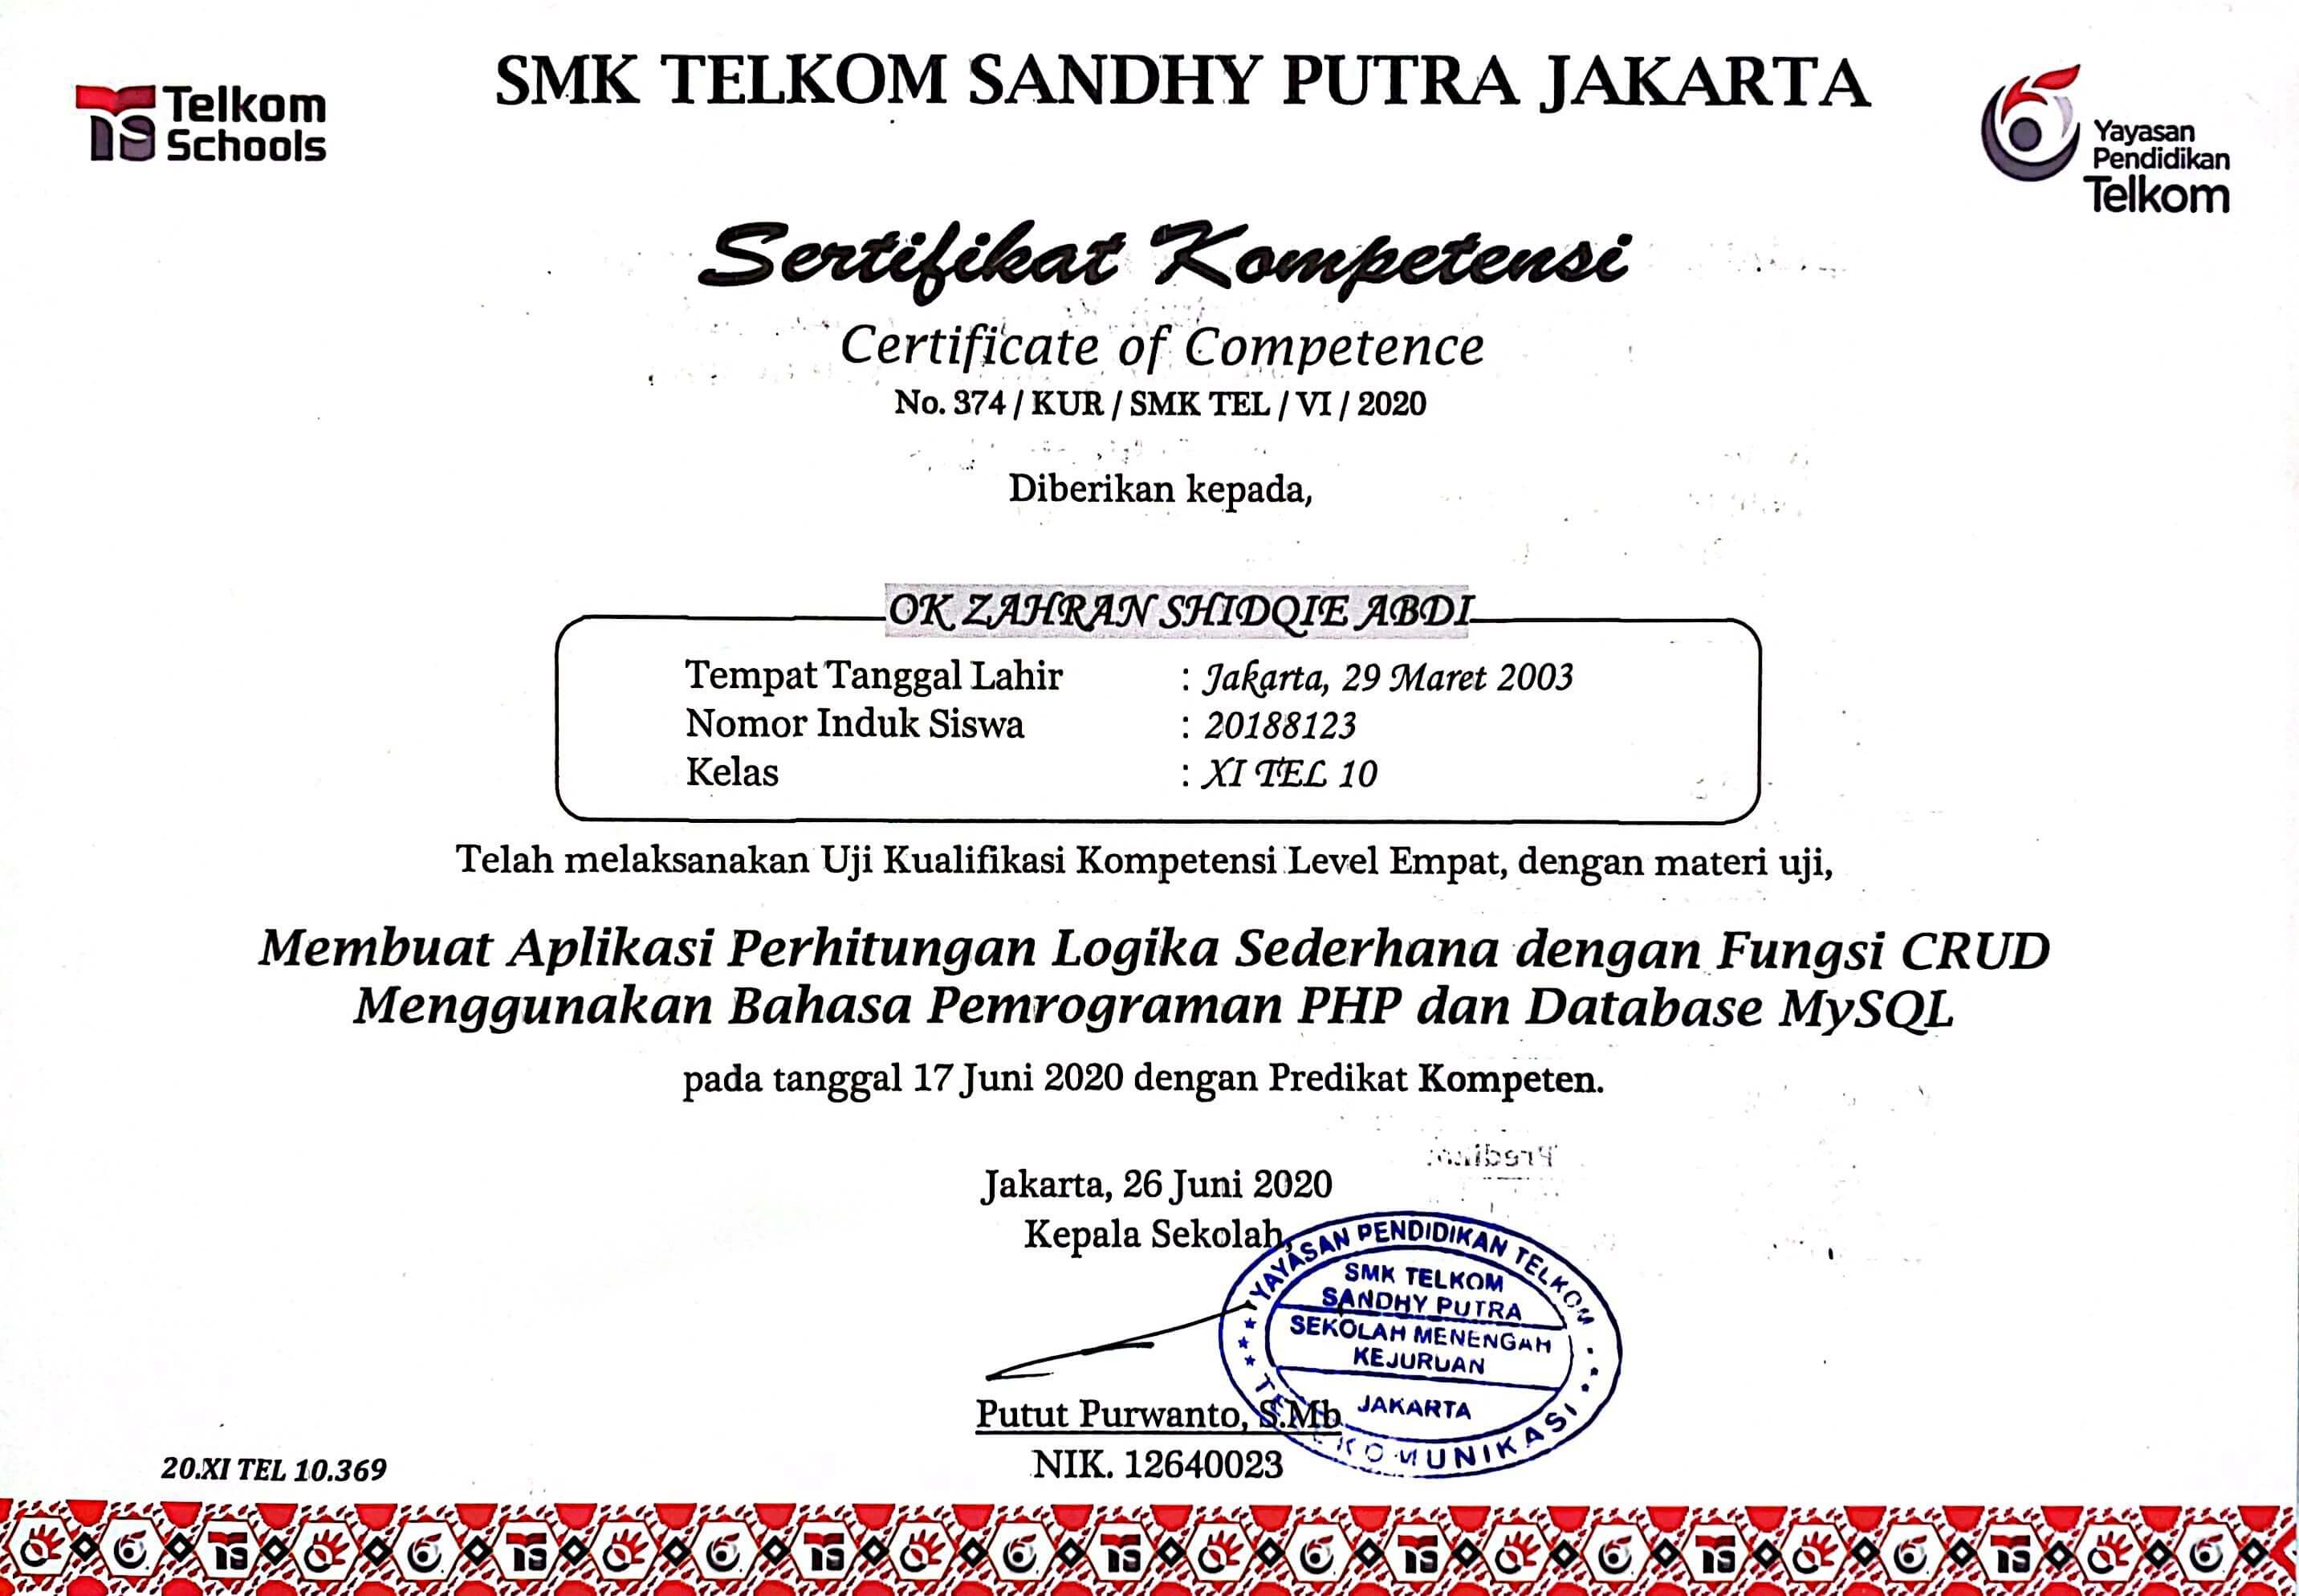 Telkom
Schools
SMK TELKOM SANDHY PUTRA JAKARTA
Yayasan
Pendidikan
Telkom
Sertifikat Kompetensi
Certificate of Competence
No. 374 / KUR / SMK TEL / VI / 2020
Diberikan kepada,
OK ZAHRAN SHIDQIE ABDI
Tempat Tanggal Lahir : Jakarta, 29 Maret 2003
Nomor Induk Siswa : 20188123
Kelas : XI TEL 10
Telah melaksanakan Uji Kualifikasi Kompetensi Level Empat, dengan materi uji,
Membuat Aplikasi Perhitungan Logika Sederhana dengan Fungsi CRUD
Menggunakan Bahasa Pemrograman PHP dan Database MySQL
pada tanggal 17 Juni 2020 dengan Predikat Kompeten.
Jakarta, 26 Juni 2020
Kepala Sekolah,
YAYASAN PENDIDIKAN TELKOM
SMK TELKOM
SANDHY PUTRA
SEKOLAH MENENGAH
KEJURUAN
JAKARTA
TELEKOMUNIKASI
Putut Purwanto, S.Mb
NIK. 12640023
20.XI TEL 10.369